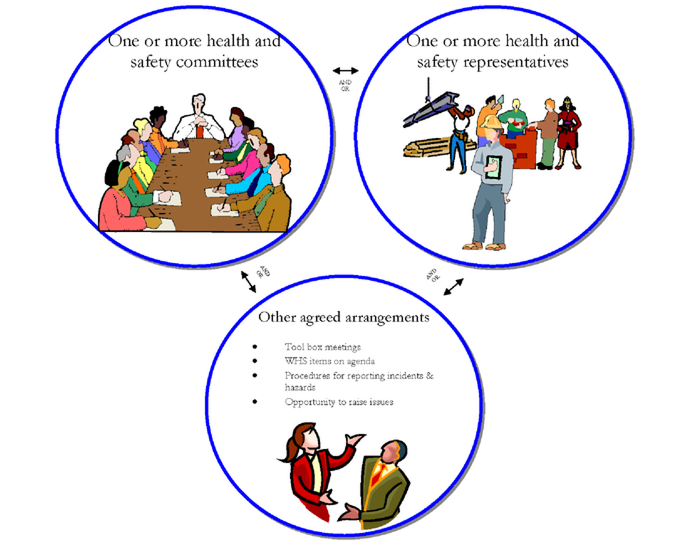 One or more health and
safety committees
AND
OR
One or more health and
safety representatives
AND
OR
AND
OR
Other agreed arrangements
• Tool box meetings
• WHS items on agenda
• Procedures for reporting incidents &
hazards
• Opportunity to raise issues